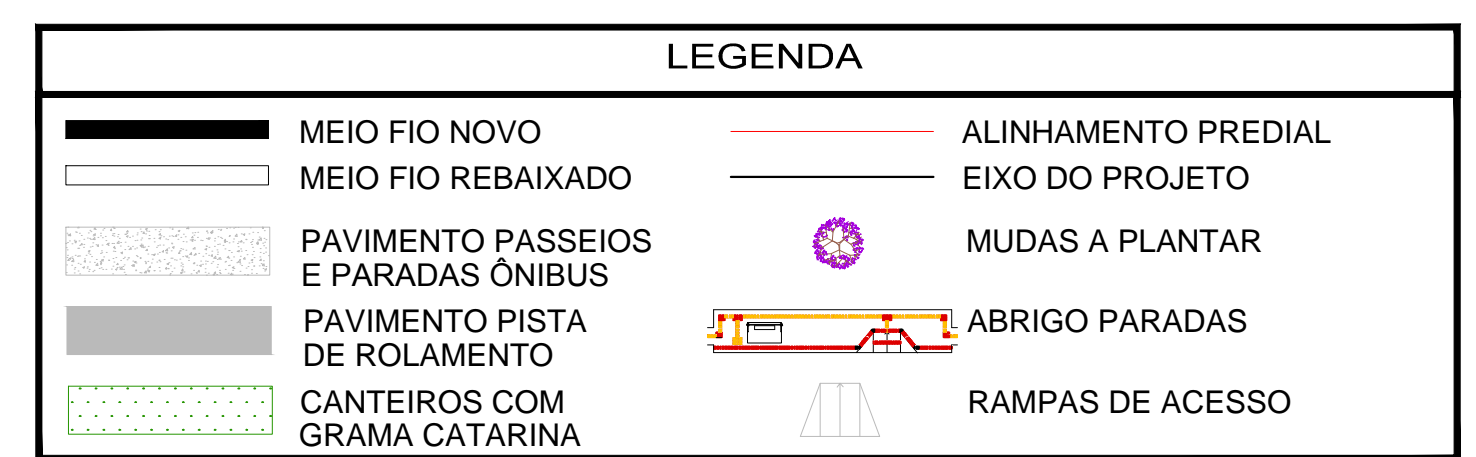 LEGENDA
MEIO FIO NOVO
MEIO FIO REBAIXADO
PAVIMENTO PASSEIOS
E PARADAS ÔNIBUS
PAVIMENTO PISTA
DE ROLAMENTO
CANTEIROS COM
GRAMA CATARINA
ALINHAMENTO PREDIAL
EIXO DO PROJETO
MUDAS A PLANTAR
ABRIGO PARADAS
RAMPAS DE ACESSO